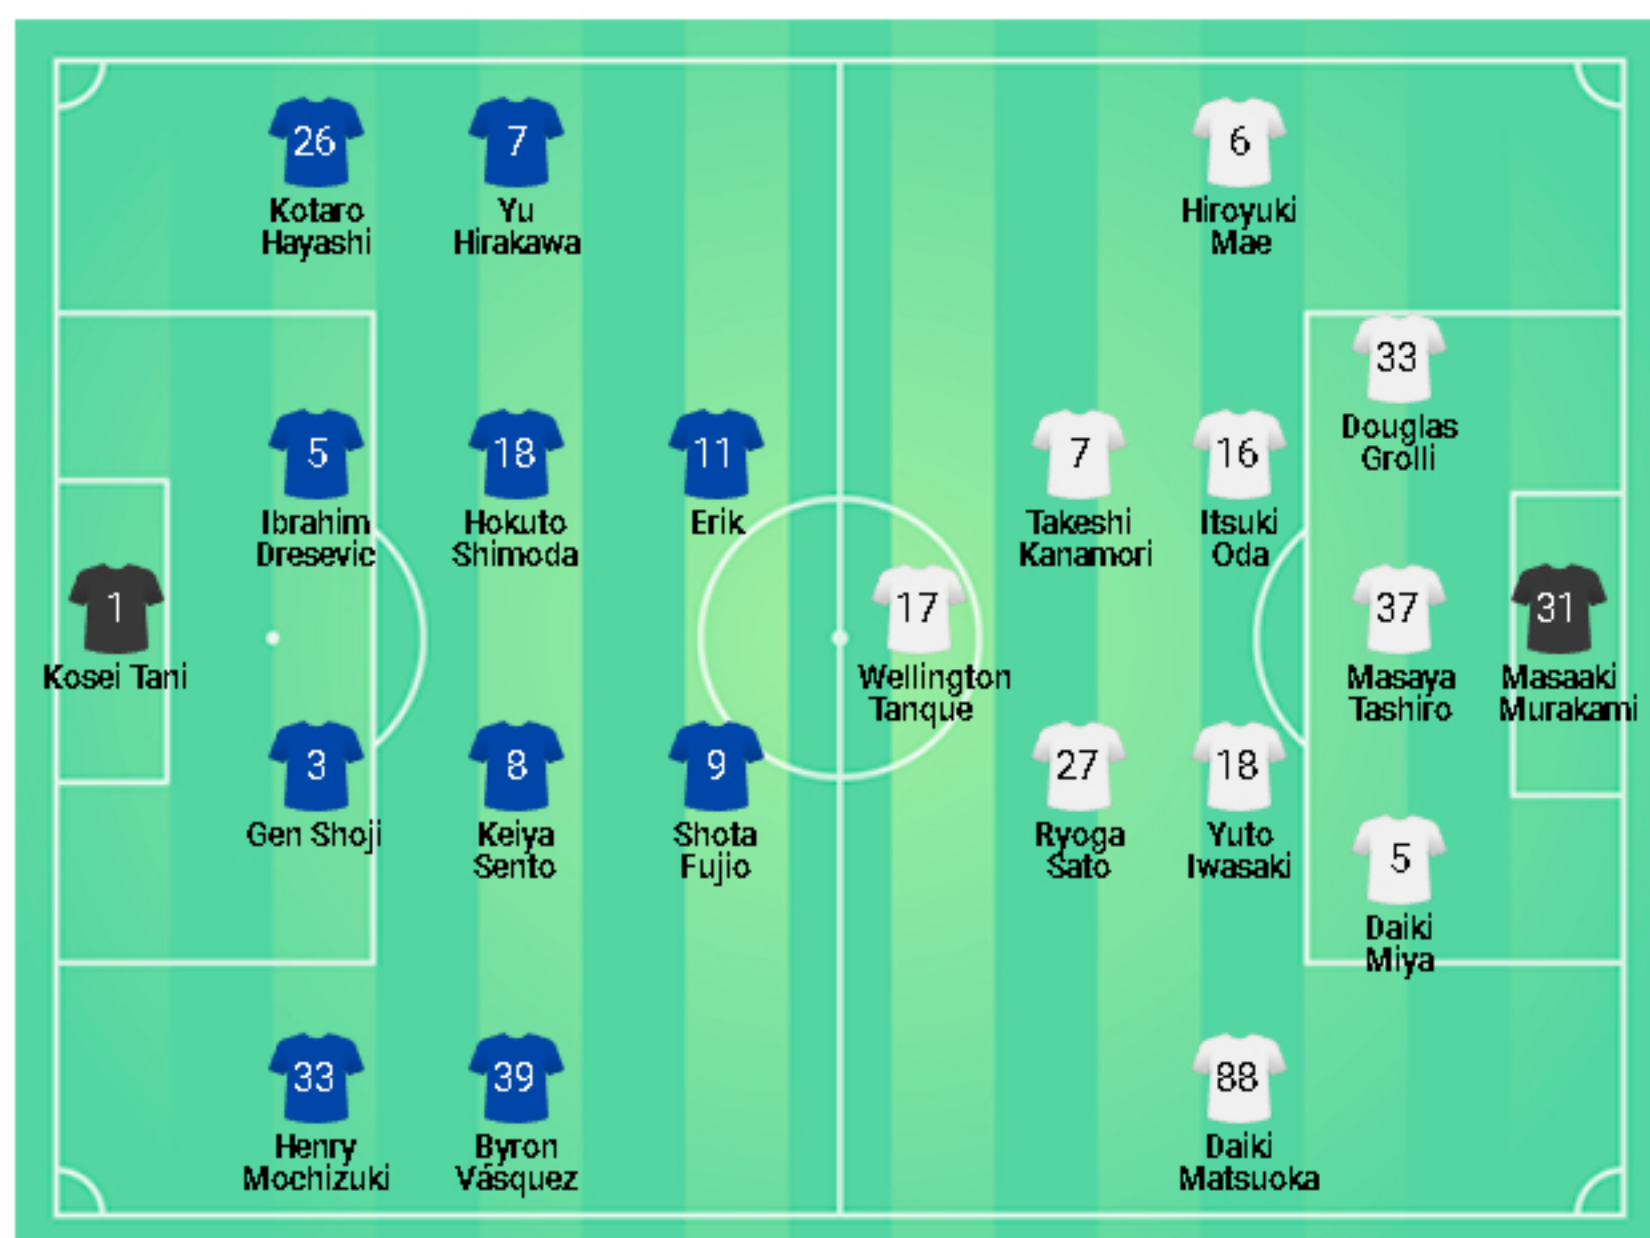 26
Kotaro
Hayashi
7
Yu
Hirakawa
6
Hiroyuki
Mae
33
Douglas
Grolli
5
Ibrahim
Dresevic
18
Hokuto
Shimoda
11
Erik
7
Takeshi
Kanamori
16
Itsuki
Oda
1
Kosei Tani
17
Wellington
Tanque
37
Masaya
Tashiro
31
Masaaki
Murakami
3
Gen Shoji
8
Keiya
Sento
9
Shota
Fujio
27
Ryoga
Sato
18
Yuto
Iwasaki
5
Daiki
Miya
33
Henry
Mochizuki
39
Byron
Vásquez
88
Daiki
Matsuoka